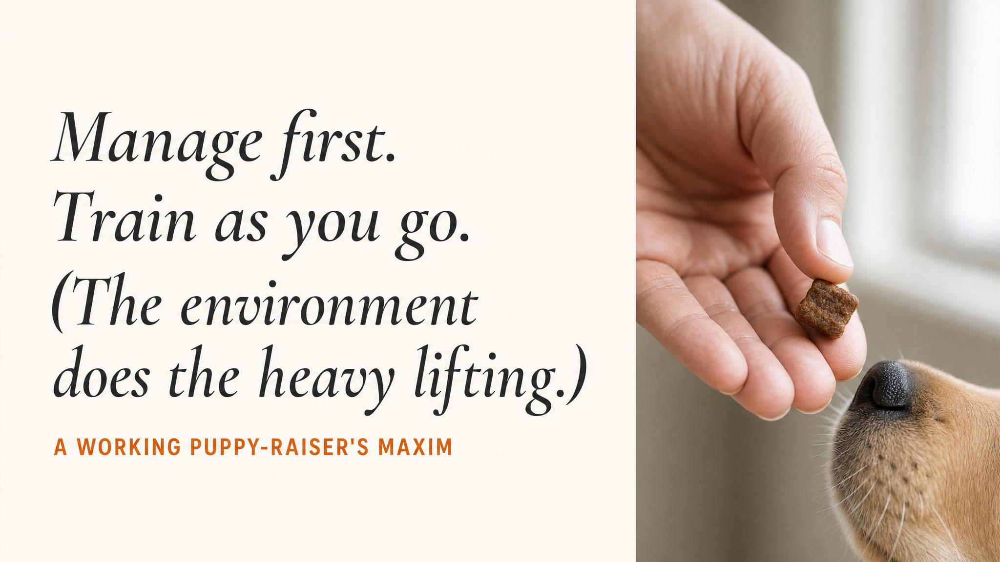 Manage first.
Train as you go.
(The environment
does the heavy lifting.)
A WORKING PUPPY-RAISER'S MAXIM